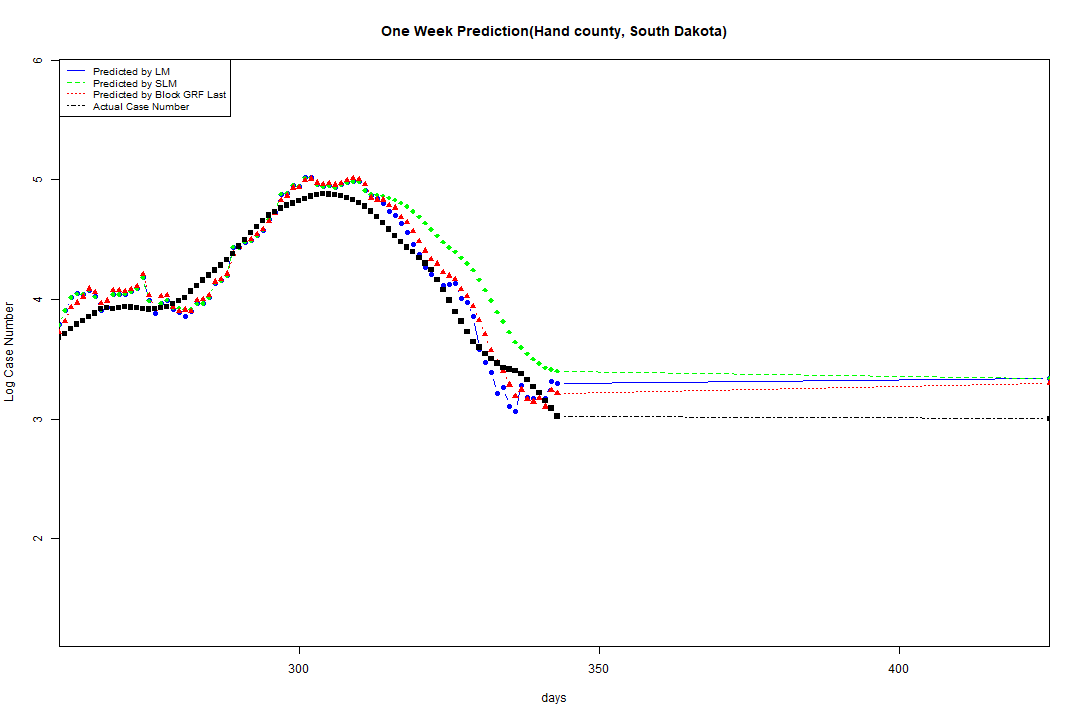 One Week Prediction(Hand county, South Dakota)
Predicted by LM
Predicted by SLM
Predicted by Block GRF Last
Actual Case Number
6
5
4
3
2
Log Case Number
300 350 400
days